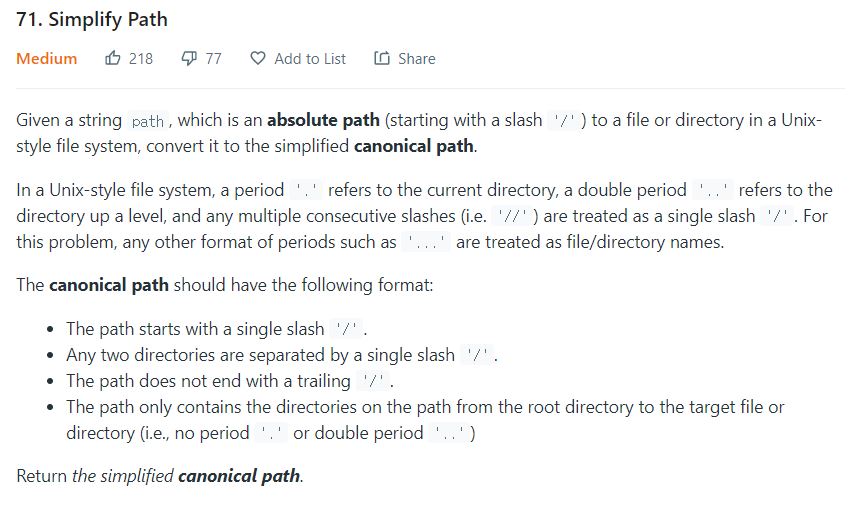 71. Simplify Path
Medium 218 77 Add to List Share
Given a string path, which is an absolute path (starting with a slash '/') to a file or directory in a Unix-
style file system, convert it to the simplified canonical path.
In a Unix-style file system, a period '.' refers to the current directory, a double period '..' refers to the
directory up a level, and any multiple consecutive slashes (i.e. '//') are treated as a single slash '/'. For
this problem, any other format of periods such as '...' are treated as file/directory names.
The canonical path should have the following format:
• The path starts with a single slash '/'.
• Any two directories are separated by a single slash '/'.
• The path does not end with a trailing '/'.
• The path only contains the directories on the path from the root directory to the target file or
directory (i.e., no period '.' or double period '..')
Return the simplified canonical path.